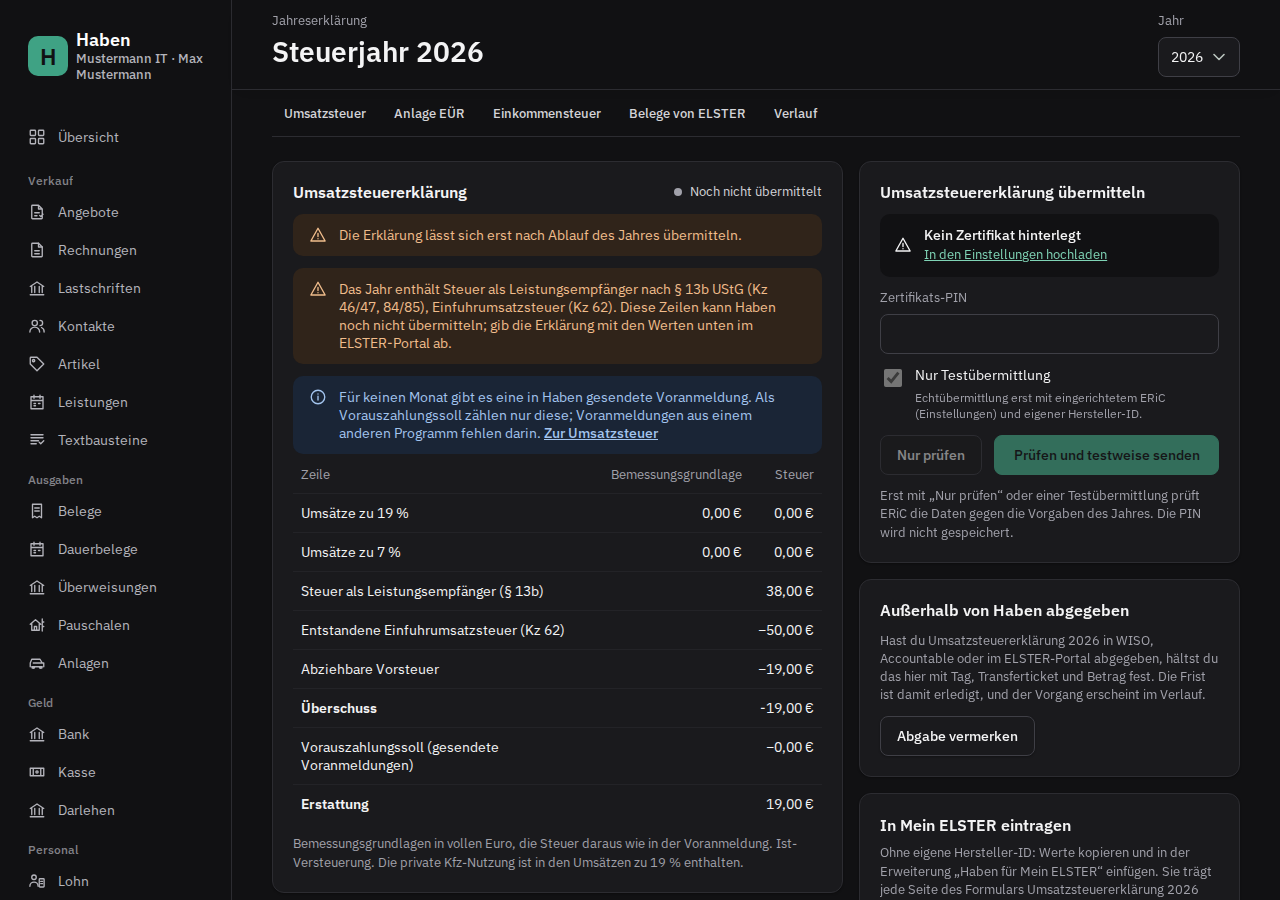 H
Haben
Mustermann IT · Max
Mustermann
Übersicht
Verkauf
Angebote
Rechnungen
Lastschriften
Kontakte
Artikel
Leistungen
Textbausteine
Ausgaben
Belege
Dauerbelege
Überweisungen
Pauschalen
Anlagen
Geld
Bank
Kasse
Darlehen
Personal
Lohn
Jahreserklärung
Steuerjahr 2026
Jahr
2026
Umsatzsteuer Anlage EÜR Einkommensteuer Belege von ELSTER Verlauf
Umsatzsteuererklärung Noch nicht übermittelt
Die Erklärung lässt sich erst nach Ablauf des Jahres übermitteln.
Das Jahr enthält Steuer als Leistungsempfänger nach § 13b UStG (Kz
46/47, 84/85), Einfuhrumsatzsteuer (Kz 62). Diese Zeilen kann Haben
noch nicht übermitteln; gib die Erklärung mit den Werten unten im
ELSTER-Portal ab.
Für keinen Monat gibt es eine in Haben gesendete Voranmeldung. Als
Vorauszahlungssoll zählen nur diese; Voranmeldungen aus einem
anderen Programm fehlen darin. Zur Umsatzsteuer
Zeile Bemessungsgrundlage Steuer
Umsätze zu 19 % 0,00 € 0,00 €
Umsätze zu 7 % 0,00 € 0,00 €
Steuer als Leistungsempfänger (§ 13b) 38,00 €
Entstandene Einfuhrumsatzsteuer (Kz 62) −50,00 €
Abziehbare Vorsteuer −19,00 €
Überschuss -19,00 €
Vorauszahlungssoll (gesendete
Voranmeldungen) −0,00 €
Erstattung 19,00 €
Bemessungsgrundlagen in vollen Euro, die Steuer daraus wie in der Voranmeldung. Ist-
Versteuerung. Die private Kfz-Nutzung ist in den Umsätzen zu 19 % enthalten.
Umsatzsteuererklärung übermitteln
Kein Zertifikat hinterlegt
In den Einstellungen hochladen
Zertifikats-PIN
Nur Testübermittlung
Echtübermittlung erst mit eingerichtetem ERiC
(Einstellungen) und eigener Hersteller-ID.
Nur prüfen Prüfen und testweise senden
Erst mit „Nur prüfen“ oder einer Testübermittlung prüft
ERiC die Daten gegen die Vorgaben des Jahres. Die PIN
wird nicht gespeichert.
Außerhalb von Haben abgegeben
Hast du Umsatzsteuererklärung 2026 in WISO,
Accountable oder im ELSTER-Portal abgegeben, hältst du
das hier mit Tag, Transferticket und Betrag fest. Die Frist
ist damit erledigt, und der Vorgang erscheint im Verlauf.
Abgabe vermerken
In Mein ELSTER eintragen
Ohne eigene Hersteller-ID: Werte kopieren und in der
Erweiterung „Haben für Mein ELSTER“ einfügen. Sie trägt
jede Seite des Formulars Umsatzsteuererklärung 2026